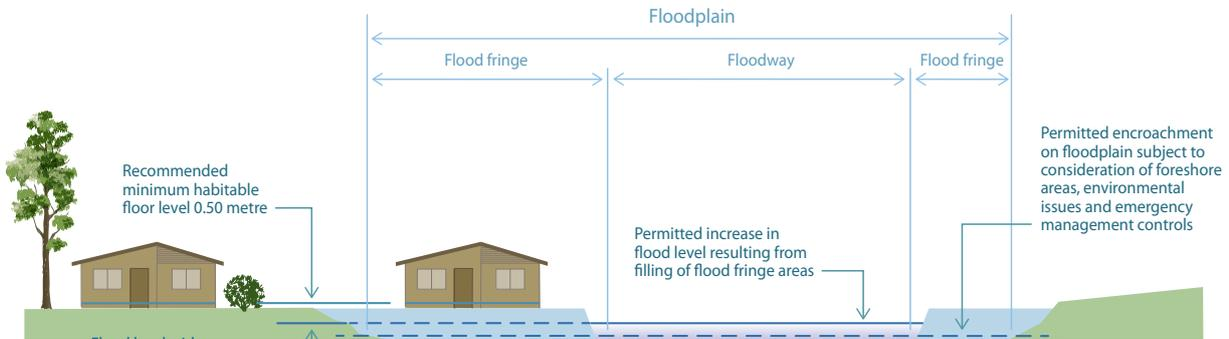 Floodplain
Flood fringe
Floodway
Flood fringe
Permitted encroachment
on floodplain subject to
consideration of foreshore
areas, environmental
issues and emergency
management controls
Recommended
minimum habitable
floor level 0.50 metre
Permitted increase in
flood level resulting from
filling of flood fringe areas